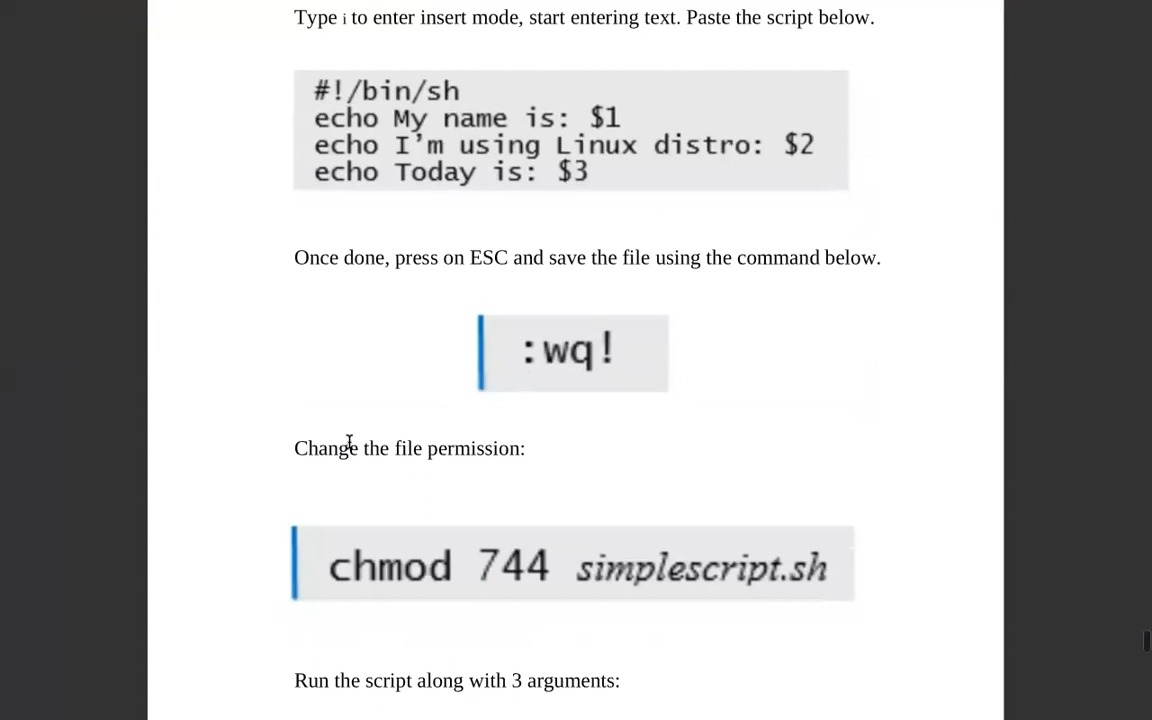 Type i to enter insert mode, start entering text. Paste the script below.
#!/bin/sh
echo My name is: $1
echo I’m using Linux distro: $2
echo Today is: $3
Once done, press on ESC and save the file using the command below.
:wq!
Change the file permission:
chmod 744 simplescript.sh
Run the script along with 3 arguments: